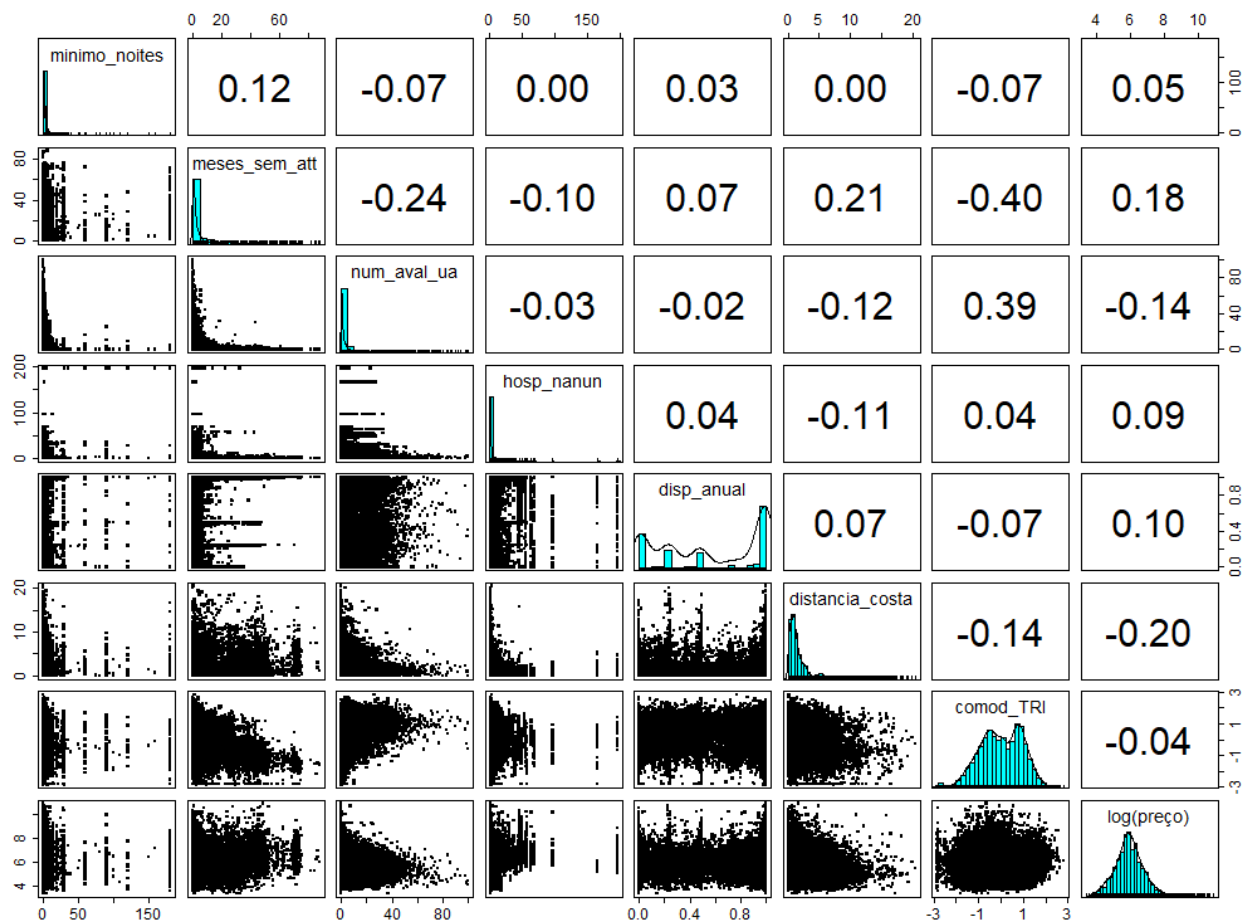 0 20 60 0 50 150 0 5 10 20 4 6 8 10
minimo_noites 0.12 -0.07 0.00 0.03 0.00 -0.07 0.05 0 100
0 40 80 meses_sem_att -0.24 -0.10 0.07 0.21 -0.40 0.18
num_aval_ua -0.03 -0.02 -0.12 0.39 -0.14 0 40 80
0 100 200 hosp_nanun 0.04 -0.11 0.04 0.09
disp_anual 0.07 -0.07 0.10 0.0 0.4 0.8
0 5 10 20 distancia_costa -0.14 -0.20
comod_TRI -0.04 -3 -1 1 3
4 6 8 log(preço)
0 50 150 0 40 80 0.0 0.4 0.8 -3 -1 1 3